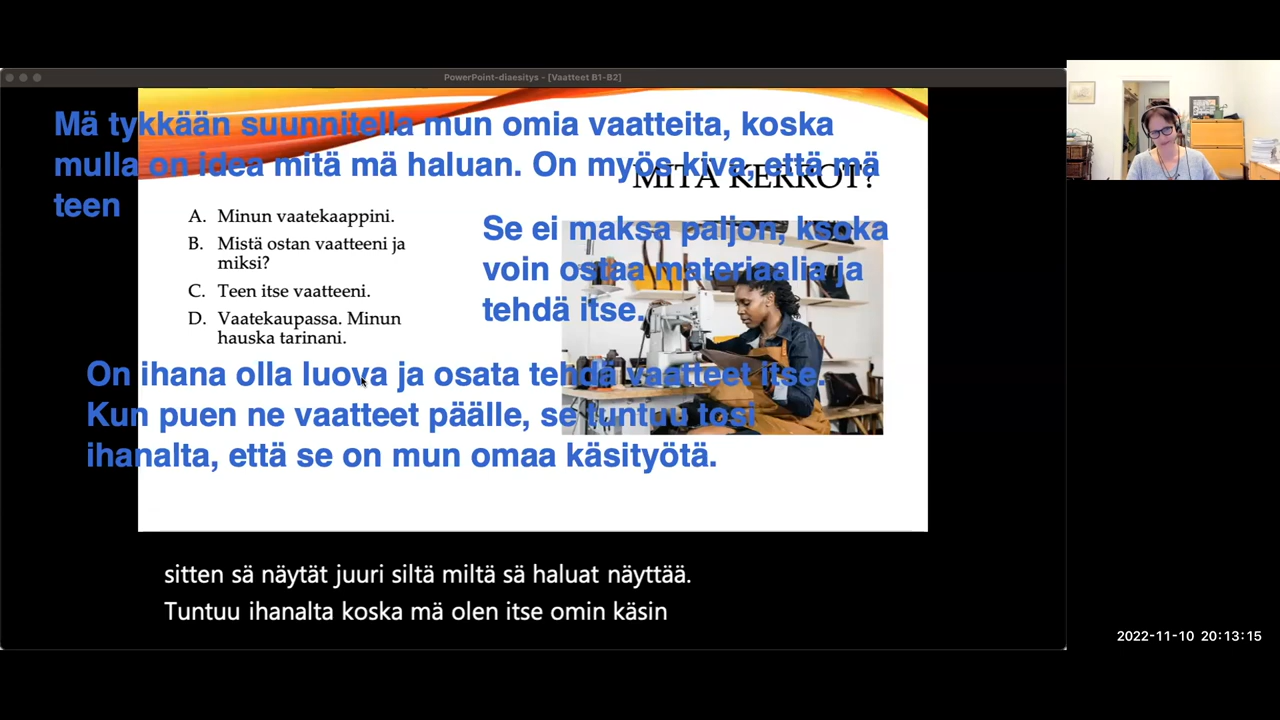 PowerPoint-diaesitys - [Vaatteet B1-B2]
Mä tykkään suunnitella mun omia vaatteita, koska
mulla on idea mitä mä haluan. On myös kiva, että mä
teen
MITÄ KERROT?
A. Minun vaatekaappini.
B. Mistä ostan vaatteeni ja
miksi?
C. Teen itse vaatteeni.
D. Vaatekaupassa. Minun
hauska tarinani.
Se ei maksa paljon, ksoka
voin ostaa materiaalia ja
tehdä itse.
On ihana olla luova ja osata tehdä vaatteet itse.
Kun puen ne vaatteet päälle, se tuntuu tosi
ihanalta, että se on mun omaa käsityötä.
sitten sä näytät juuri siltä miltä sä haluat näyttää.
Tuntuu ihanalta koska mä olen itse omin käsin
2022-11-10 20:13:15